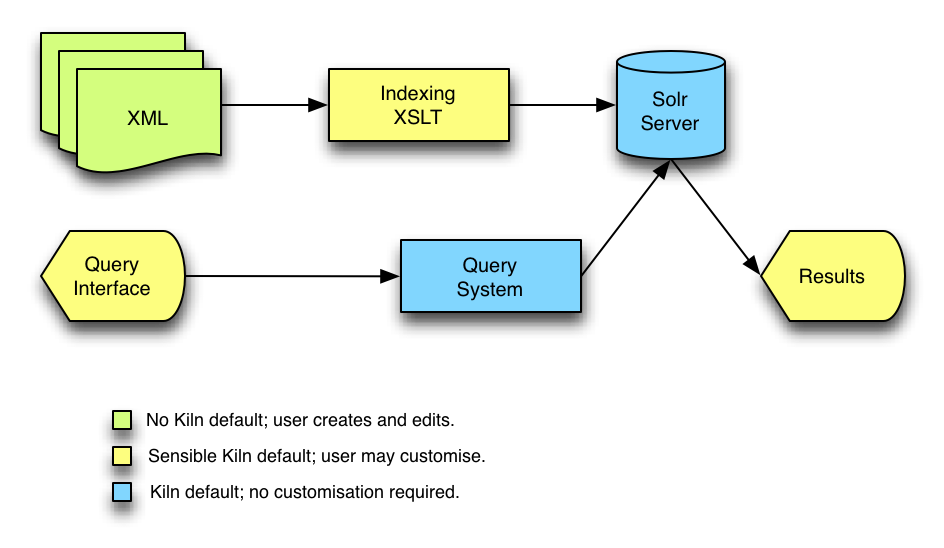 XML
Indexing
XSLT
Solr
Server
Query
Interface
Query
System
Results
No Kiln default; user creates and edits.
Sensible Kiln default; user may customise.
Kiln default; no customisation required.